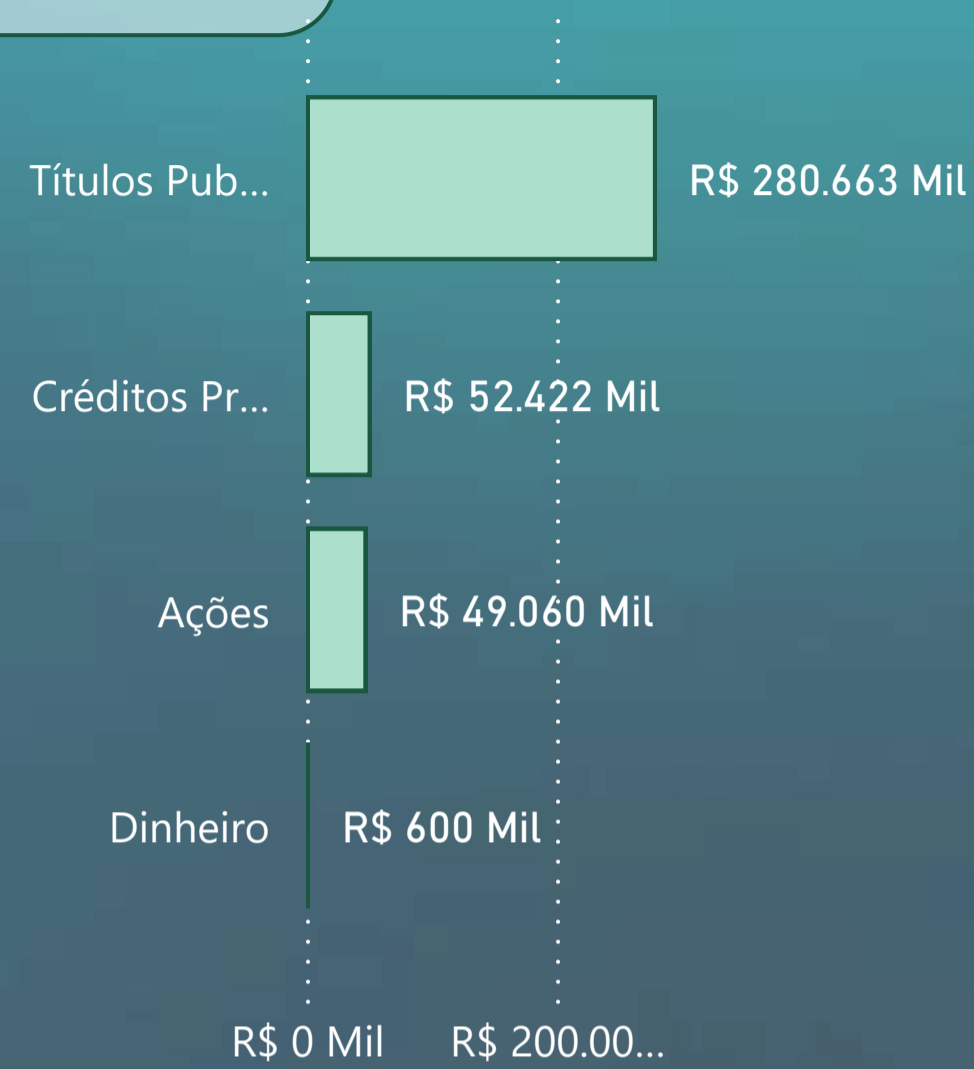 Títulos Pub...
R$ 280.663 Mil
Créditos Pr...
R$ 52.422 Mil
Ações
R$ 49.060 Mil
Dinheiro
R$ 600 Mil
R$ 0 Mil
R$ 200.00...